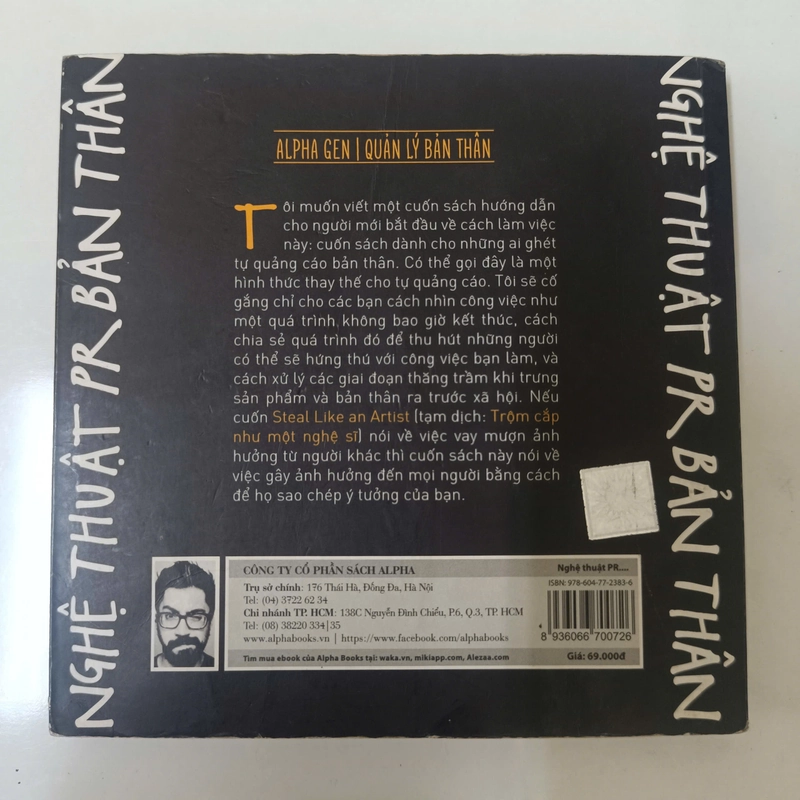 NGHỆ THUẬT PR BẢN THÂN
ALPHA GEN | QUẢN LÝ BẢN THÂN
Tôi muốn viết một cuốn sách hướng dẫn
cho người mới bắt đầu về cách làm việc
này: cuốn sách dành cho những ai ghét
tự quảng cáo bản thân. Có thể gọi đây là một
hình thức thay thế cho tự quảng cáo. Tôi sẽ cố
gắng chỉ cho các bạn cách nhìn công việc như
một quá trình không bao giờ kết thúc, cách
chia sẻ quá trình đó để thu hút những người
có thể sẽ hứng thú với công việc bạn làm, và
cách xử lý các giai đoạn thăng trầm khi trưng
sản phẩm và bản thân ra trước xã hội. Nếu
cuốn Steal Like an Artist (tạm dịch: Trộm cắp
như một nghệ sĩ) nói về việc vay mượn ảnh
hưởng từ người khác thì cuốn sách này nói về
việc gây ảnh hưởng đến mọi người bằng cách
để họ sao chép ý tưởng của bạn.
CÔNG TY CỔ PHẦN SÁCH ALPHA
Trụ sở chính: 176 Thái Hà, Đống Đa, Hà Nội
Tel: (04) 3722 62 34
Chi nhánh TP. HCM: 138C Nguyễn Đình Chiểu, P.6, Q.3, TP. HCM
Tel: (08) 38220 334|35
www.alphabooks.vn | https://www.facebook.com/alphabooks
Tìm mua ebook của Alpha Books tại: waka.vn, mikiapp.com, Alezaa.com
Nghệ thuật PR....
ISBN: 978-604-77-2383-6
8 936066 700726
Giá: 69.000đ
NGHỆ THUẬT PR BẢN THÂN